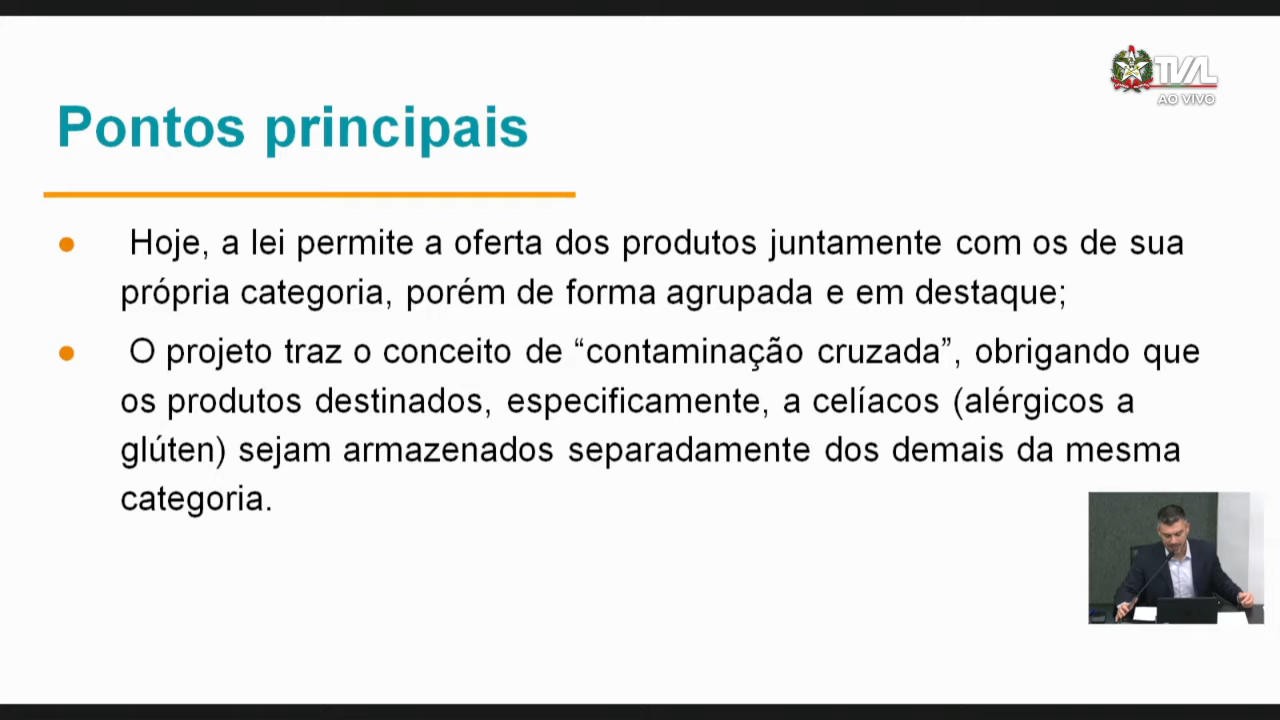 TVAL
AO VIVO
Pontos principais
● Hoje, a lei permite a oferta dos produtos juntamente com os de sua
própria categoria, porém de forma agrupada e em destaque;
● O projeto traz o conceito de “contaminação cruzada”, obrigando que
os produtos destinados, especificamente, a celíacos (alérgicos a
glúten) sejam armazenados separadamente dos demais da mesma
categoria.